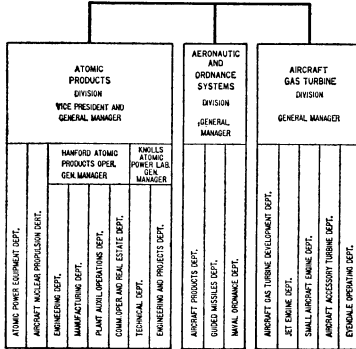 ATOMIC
PRODUCTS
DIVISION
VICE PRESIDENT AND
GENERAL MANAGER
HANFORD ATOMIC
PRODUCTS OPER.
GEN. MANAGER
KNOLLS
ATOMIC
POWER LAB.
GEN.
MANAGER
ATOMIC POWER EQUIPMENT DEPT.
AIRCRAFT NUCLEAR PROPULSION DEPT.
ENGINEERING DEPT.
MANUFACTURING DEPT.
PLANT AUXIL. OPERATIONS DEPT.
COMM. OPER. AND REAL ESTATE DEPT.
TECHNICAL DEPT.
ENGINEERING AND PROJECTS DEPT.
AERONAUTIC
AND
ORDNANCE
SYSTEMS
DIVISION
GENERAL
MANAGER
AIRCRAFT PRODUCTS DEPT.
GUIDED MISSILES DEPT.
NAVAL ORDNANCE DEPT.
AIRCRAFT
GAS TURBINE
DIVISION
GENERAL MANAGER
AIRCRAFT GAS TURBINE DEVELOPMENT DEPT.
JET ENGINE DEPT.
SMALL AIRCRAFT ENGINE DEPT.
AIRCRAFT ACCESSORY TURBINE DEPT.
EVENDALE OPERATING DEPT.